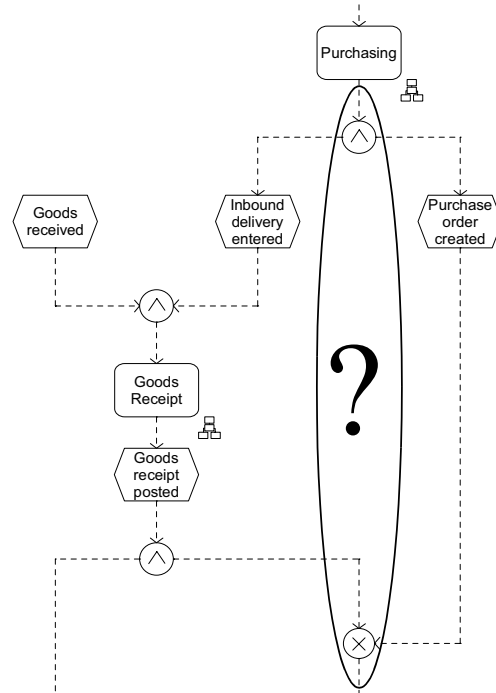 Purchasing
Goods
received
Inbound
delivery
entered
Purchase
order
created
Goods
Receipt
Goods
receipt
posted
?